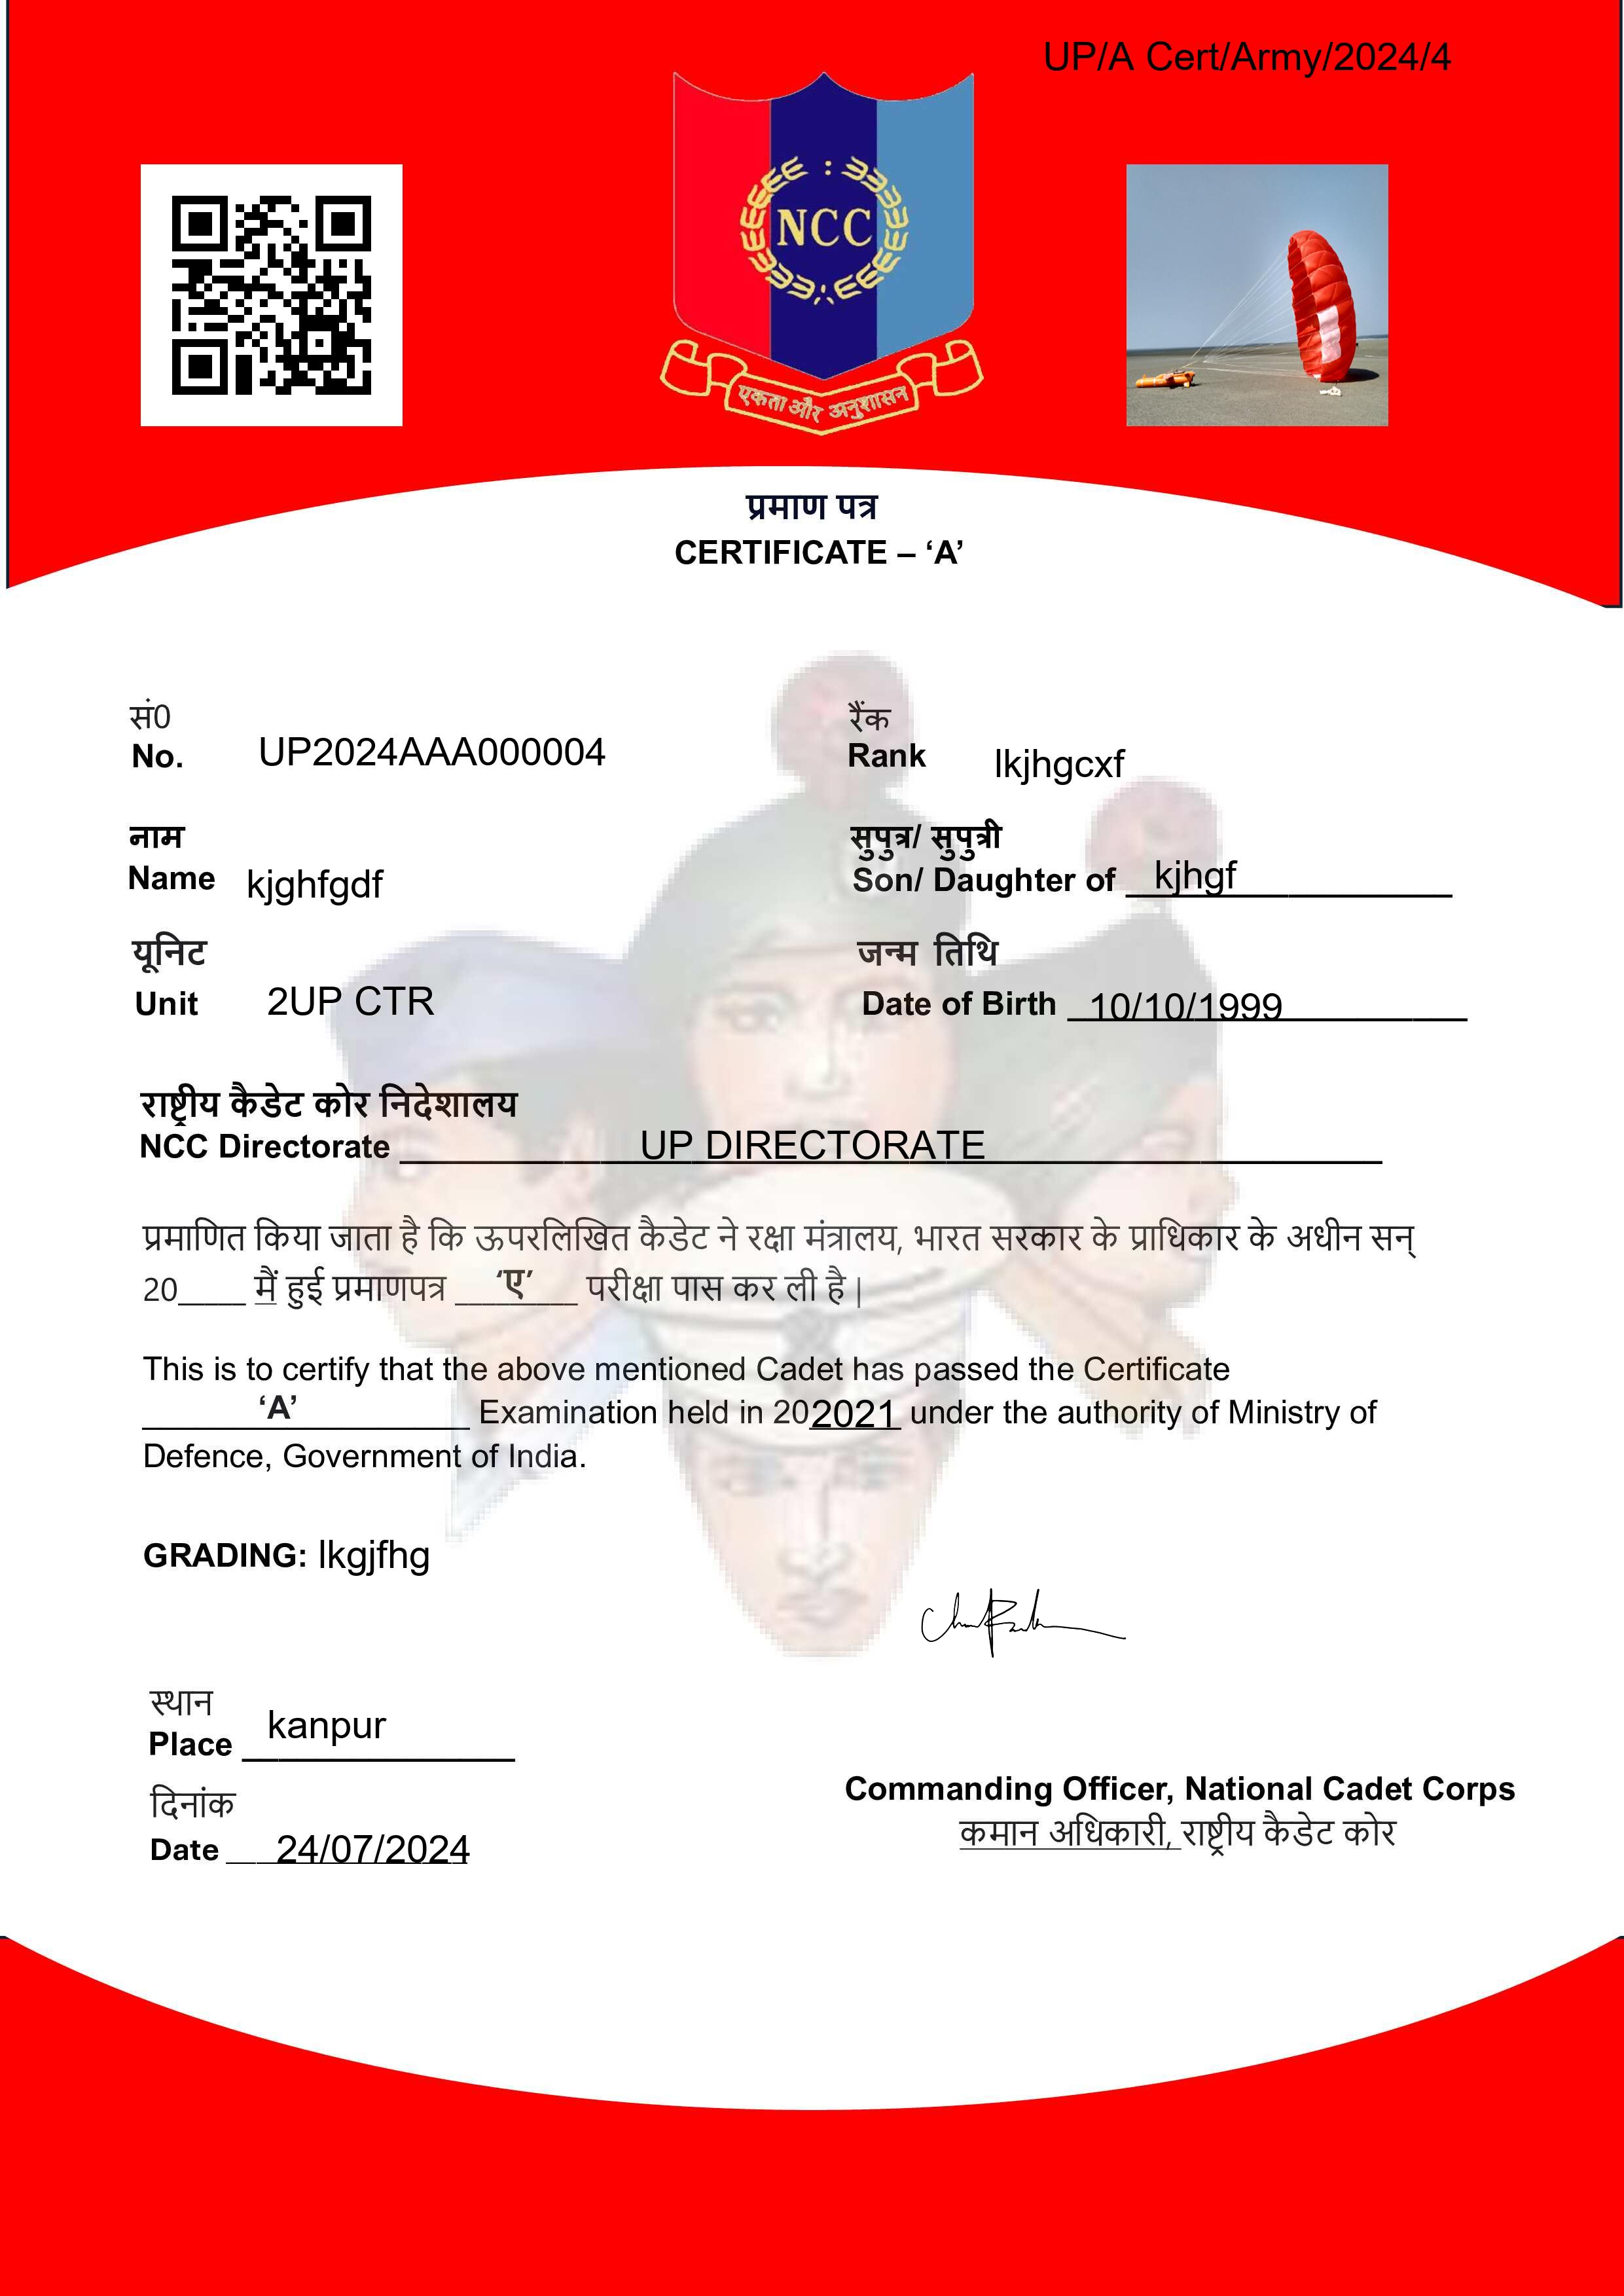 UP/A Cert/Army/2024/4
NCC
एकता और अनुशासन
प्रमाण पत्र
CERTIFICATE – ‘A’
सं0
No. UP2024AAA000004
रैंक
Rank lkjhgcxf
नाम
Name kjghfgdf
सुपुत्र/ सुपुत्री
Son/ Daughter of kjhgf
यूनिट
Unit 2UP CTR
जन्म तिथि
Date of Birth 10/10/1999
राष्ट्रीय कैडेट कोर निदेशालय
NCC Directorate UP DIRECTORATE
प्रमाणित किया जाता है कि ऊपरलिखित कैडेट ने रक्षा मंत्रालय, भारत सरकार के प्राधिकार के अधीन सन्
20____ मैं हुई प्रमाणपत्र ‘ए’ परीक्षा पास कर ली है |
This is to certify that the above mentioned Cadet has passed the Certificate
‘A’ Examination held in 202021 under the authority of Ministry of
Defence, Government of India.
GRADING: lkgjfhg
स्थान
Place kanpur
दिनांक
Date 24/07/2024
Commanding Officer, National Cadet Corps
कमान अधिकारी, राष्ट्रीय कैडेट कोर